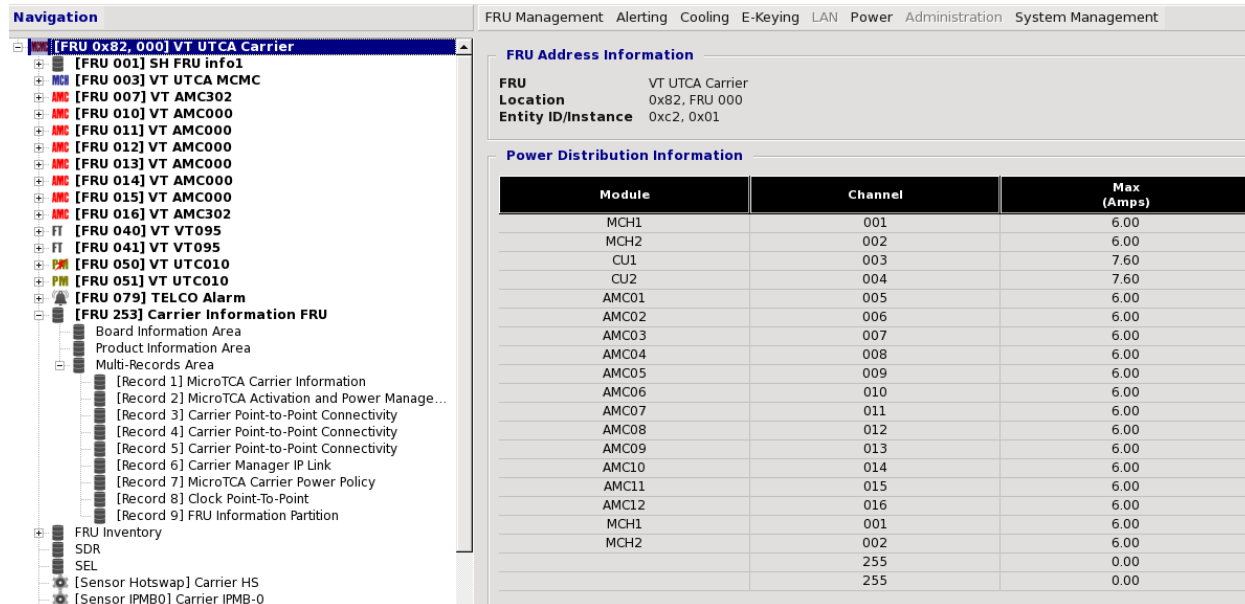 Navigation
[FRU 0x82, 000] VT UTCA Carrier
[FRU 001] SH FRU info1
MCH [FRU 003] VT UTCA MCMC
AMC [FRU 007] VT AMC302
AMC [FRU 010] VT AMC000
AMC [FRU 011] VT AMC000
AMC [FRU 012] VT AMC000
AMC [FRU 013] VT AMC000
AMC [FRU 014] VT AMC000
AMC [FRU 015] VT AMC000
AMC [FRU 016] VT AMC302
FT [FRU 040] VT VT095
FT [FRU 041] VT VT095
PM [FRU 050] VT UTC010
PM [FRU 051] VT UTC010
[FRU 079] TELCO Alarm
[FRU 253] Carrier Information FRU
Board Information Area
Product Information Area
Multi-Records Area
[Record 1] MicroTCA Carrier Information
[Record 2] MicroTCA Activation and Power Manage...
[Record 3] Carrier Point-to-Point Connectivity
[Record 4] Carrier Point-to-Point Connectivity
[Record 5] Carrier Point-to-Point Connectivity
[Record 6] Carrier Manager IP Link
[Record 7] MicroTCA Carrier Power Policy
[Record 8] Clock Point-To-Point
[Record 9] FRU Information Partition
FRU Inventory
SDR
SEL
[Sensor Hotswap] Carrier HS
[Sensor IPMB0] Carrier IPMB-0
FRU Management Alerting Cooling E-Keying LAN Power Administration System Management
FRU Address Information
FRU VT UTCA Carrier
Location 0x82, FRU 000
Entity ID/Instance 0xc2, 0x01
Power Distribution Information
Module Channel Max (Amps)
MCH1 001 6.00
MCH2 002 6.00
CU1 003 7.60
CU2 004 7.60
AMC01 005 6.00
AMC02 006 6.00
AMC03 007 6.00
AMC04 008 6.00
AMC05 009 6.00
AMC06 010 6.00
AMC07 011 6.00
AMC08 012 6.00
AMC09 013 6.00
AMC10 014 6.00
AMC11 015 6.00
AMC12 016 6.00
MCH1 001 6.00
MCH2 002 6.00
255 0.00
255 0.00